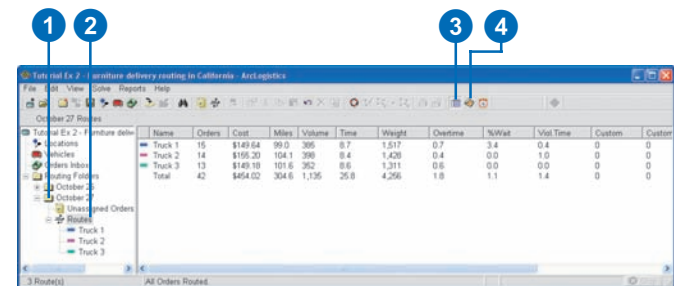 1 2 3 4
Tutorial Ex 2 - Furniture delivery routing in California - ArcLogistics
File Edit View Solve Reports Help
October 27 Routes
Tutorial Ex 2 - Furniture deliv
Locations
Vehicles
Orders Inbox
Routing Folders
October 26
October 27
Unassigned Orders
Routes
Truck 1
Truck 2
Truck 3
Name Orders Cost Miles Volume Time Weight Overtime %Wait Viol.Time Custom Custom
Truck 1 15 $149.64 99.0 385 8.7 1,517 0.7 3.4 0.4 0 0
Truck 2 14 $155.20 104.1 398 8.4 1,428 0.4 0.0 1.0 0 0
Truck 3 13 $149.18 101.6 352 8.6 1,311 0.6 0.0 0.0 0 0
Total 42 $454.02 304.6 1,135 25.8 4,256 1.8 1.1 1.4 0 0
3 Route(s) All Orders Routed